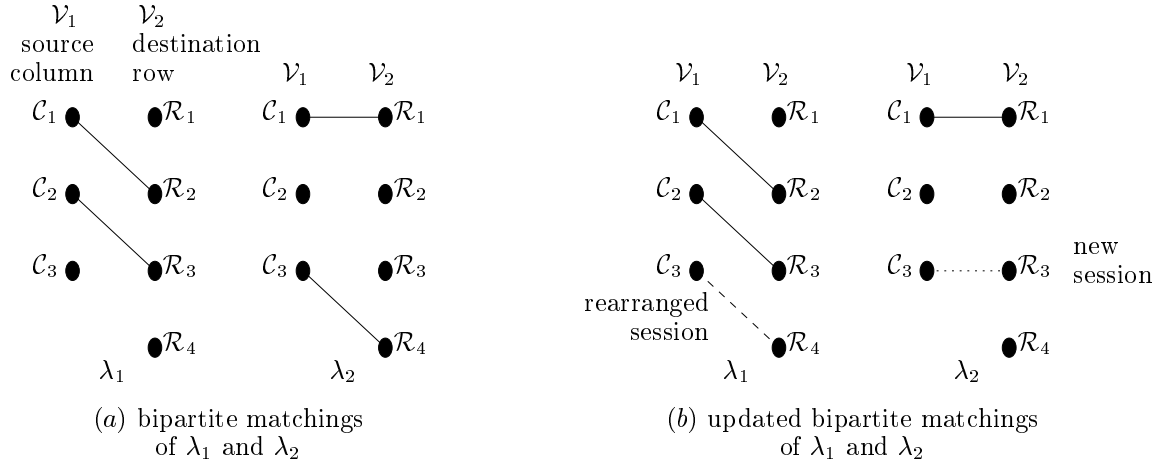 𝒱₁ 𝒱₂
source destination
column row
𝒱₁ 𝒱₂ 𝒱₁ 𝒱₂ 𝒱₁ 𝒱₂
𝒞₁ ℛ₁ 𝒞₁ ℛ₁ 𝒞₁ ℛ₁ 𝒞₁ ℛ₁
𝒞₂ ℛ₂ 𝒞₂ ℛ₂ 𝒞₂ ℛ₂ 𝒞₂ ℛ₂
𝒞₃ ℛ₃ 𝒞₃ ℛ₃ 𝒞₃ ℛ₃ 𝒞₃ ℛ₃
new
session
rearranged
session
ℛ₄ ℛ₄ ℛ₄ ℛ₄
λ₁ λ₂ λ₁ λ₂
(a) bipartite matchings
of λ₁ and λ₂
(b) updated bipartite matchings
of λ₁ and λ₂